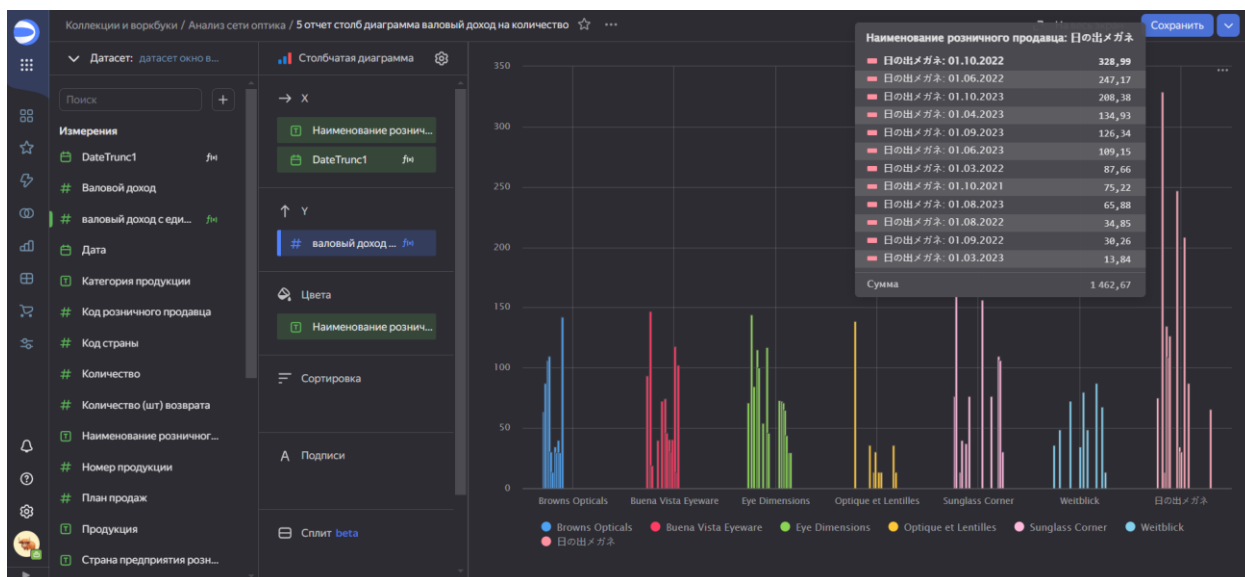 Коллекции и воркбуки / Анализ сети оптика / 5 отчет столб диаграмма валовый доход на количество
Сохранить
Датасет: датасет окно в...
Поиск
Измерения
DateTrunc1
Валовой доход
валовый доход с еди...
Дата
Категория продукции
Код розничного продавца
Код страны
Количество
Количество (шт) возврата
Наименование розничног...
Номер продукции
План продаж
Продукция
Страна предприятия розн...
Столбчатая диаграмма
X
Наименование рознич...
DateTrunc1
Y
валовый доход ...
Цвета
Наименование рознич...
Сортировка
Подписи
Сплит beta
350
300
250
200
150
100
50
0
Browns Opticals Buena Vista Eyeware Eye Dimensions Optique et Lentilles Sunglass Corner Weitblick 日の出メガネ
Browns Opticals Buena Vista Eyeware Eye Dimensions Optique et Lentilles Sunglass Corner Weitblick
日の出メガネ
Наименование розничного продавца: 日の出メガネ
日の出メガネ: 01.10.2022 328,99
日の出メガネ: 01.06.2022 247,17
日の出メガネ: 01.10.2023 208,38
日の出メガネ: 01.04.2023 134,93
日の出メガネ: 01.09.2023 126,34
日の出メガネ: 01.06.2023 109,15
日の出メガネ: 01.03.2022 87,66
日の出メガネ: 01.10.2021 75,22
日の出メガネ: 01.08.2023 65,88
日の出メガネ: 01.08.2022 34,85
日の出メガネ: 01.09.2022 30,26
日の出メガネ: 01.03.2023 13,84
Сумма 1 462,67